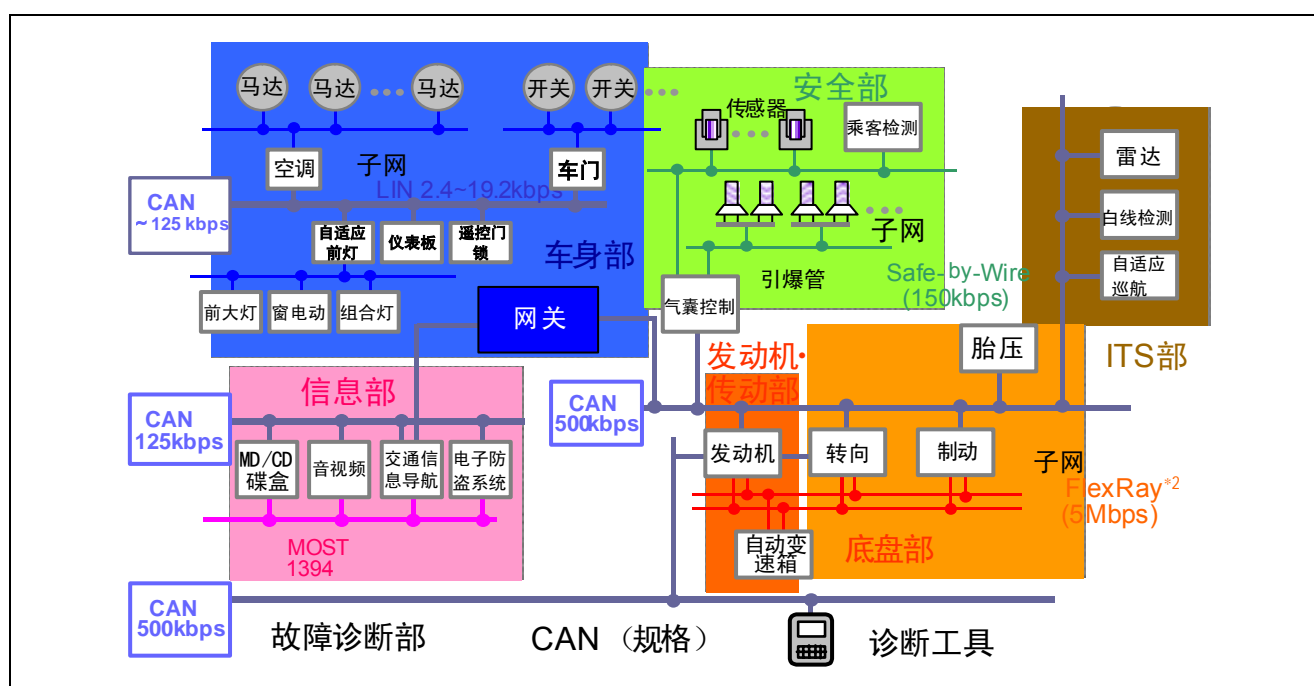 马达
马达
马达
开关
开关
安全部
传感器
乘客检测
雷达
空调
子网
车门
CAN
~125 kbps
LIN 2.4~19.2kbps
白线检测
自适应
前灯
仪表板
遥控门
锁
车身部
子网
自适应
巡航
引爆管
Safe-by-Wire
(150kbps)
前大灯
窗电动
组合灯
网关
气囊控制
胎压
ITS部
发动机·
传动部
信息部
CAN
125kbps
CAN
500kbps
MD/CD
碟盒
音视频
交通信
息导航
电子防
盗系统
发动机
转向
制动
子网
FlexRay*2
(5Mbps)
MOST
1394
自动变
速箱
底盘部
CAN
500kbps
故障诊断部
CAN（规格）
诊断工具